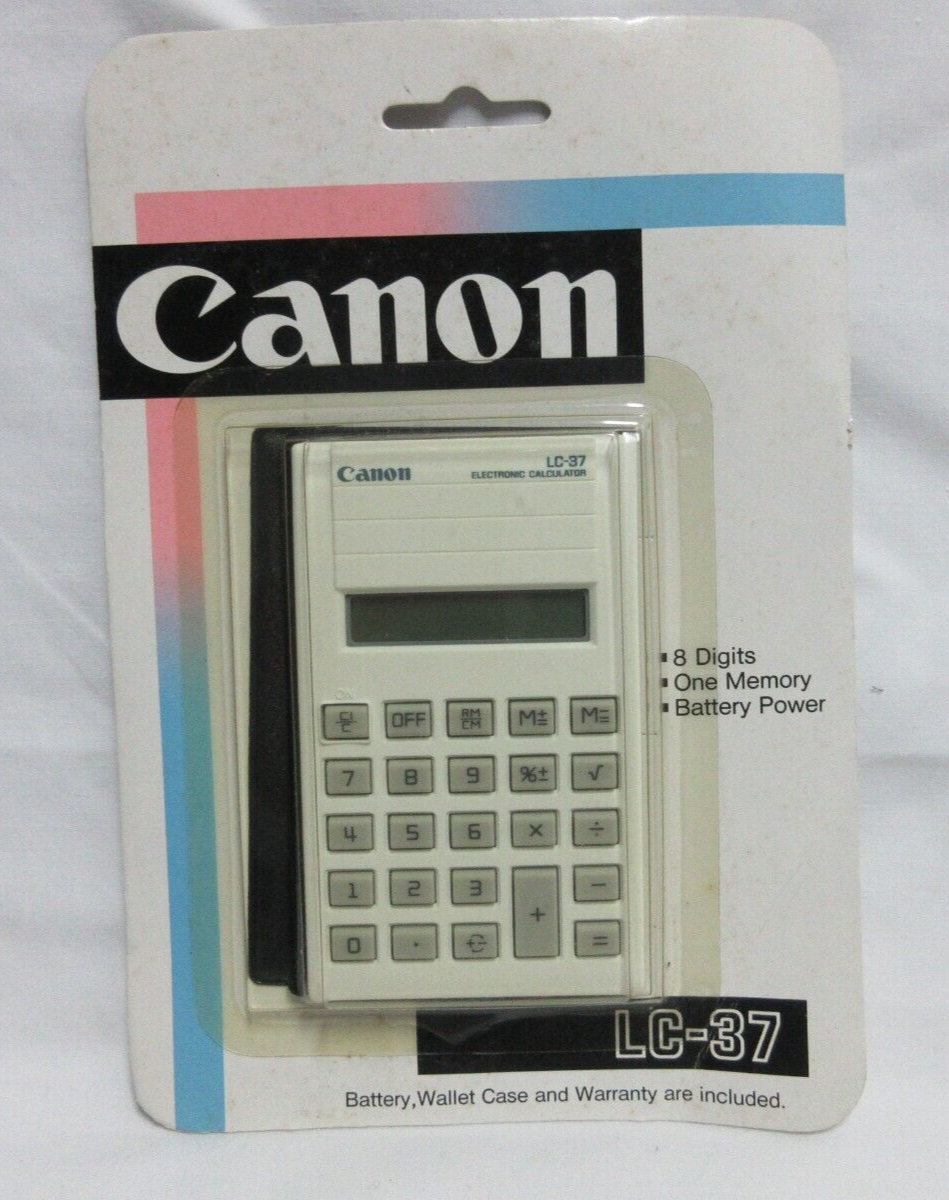 Canon
Canon
LC-37
ELECTRONIC CALCULATOR
8 Digits
One Memory
Battery Power
ON
CI/C OFF RM/CM M± M=
7 8 9 %± √
4 5 6 × ÷
1 2 3 + −
0 · =
LC-37
Battery,Wallet Case and Warranty are included.